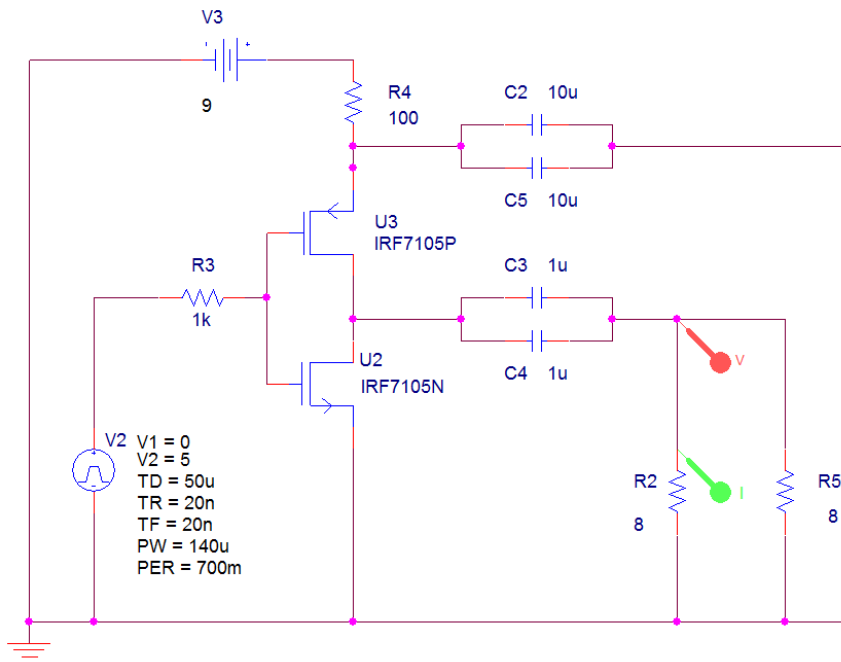 V3
9
R4
100
C2 10u
C5 10u
U3
IRF7105P
R3
1k
C3 1u
C4 1u
U2
IRF7105N
V
V2
V1 = 0
V2 = 5
TD = 50u
TR = 20n
TF = 20n
PW = 140u
PER = 700m
R2
8
I
R5
8